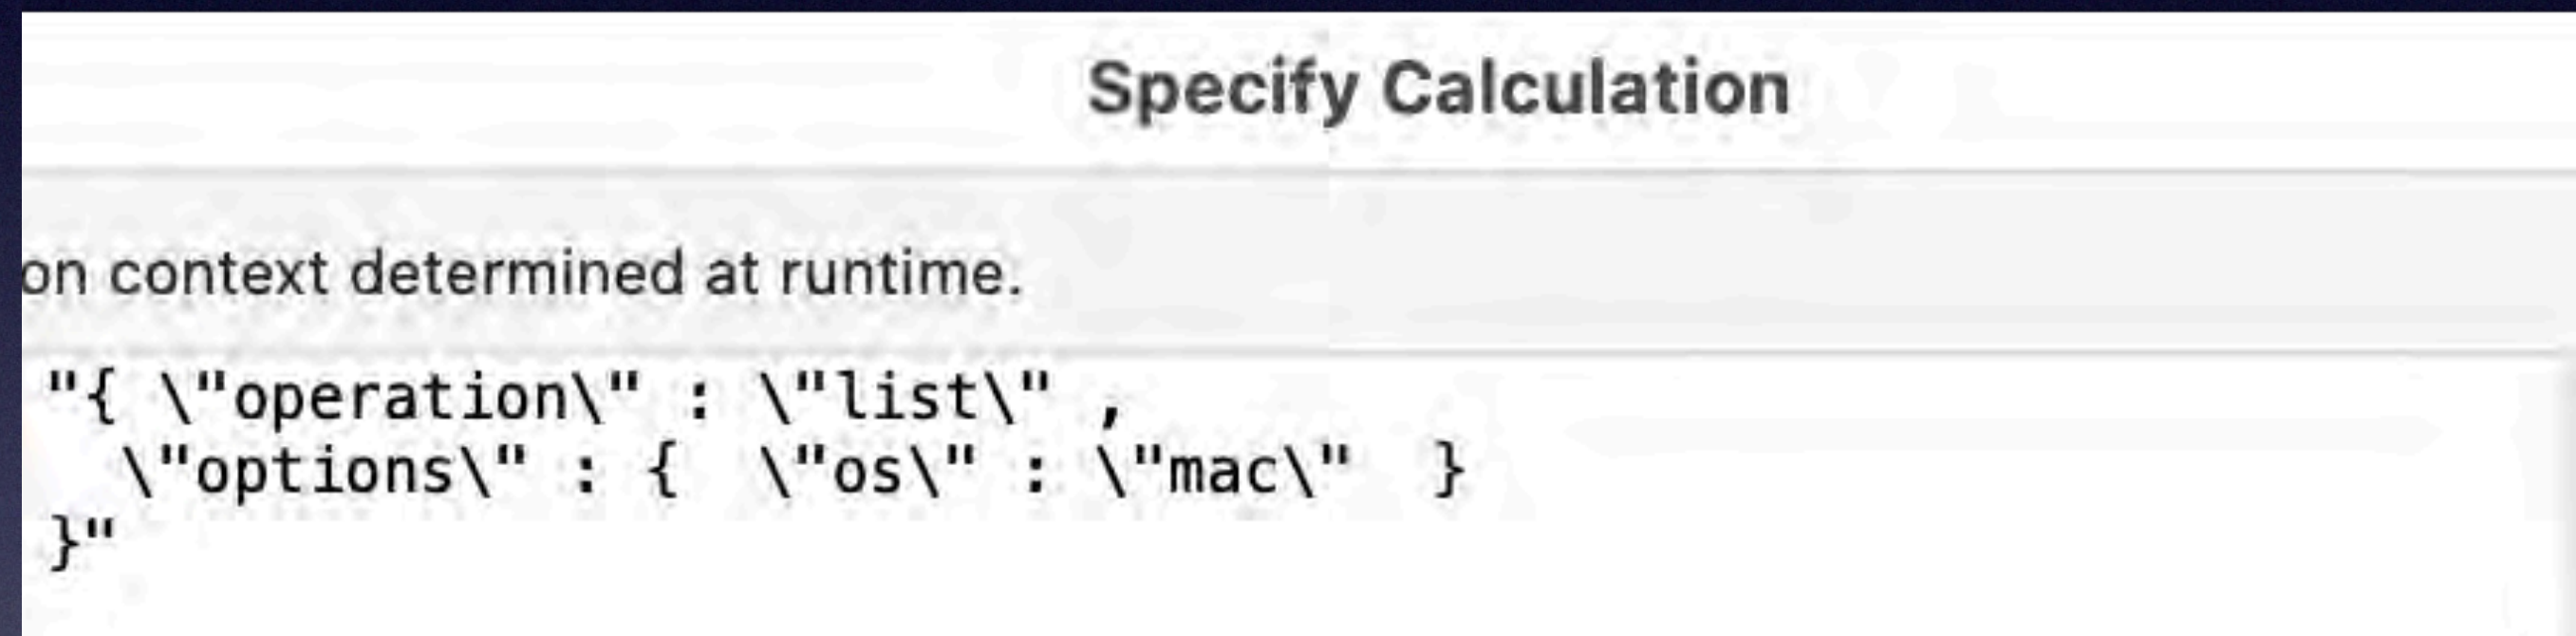 Specify Calculation
on context determined at runtime.
"{ \"operation\" : \"list\" ,
\"options\" : {  \"os\" : \"mac\"  }
}"